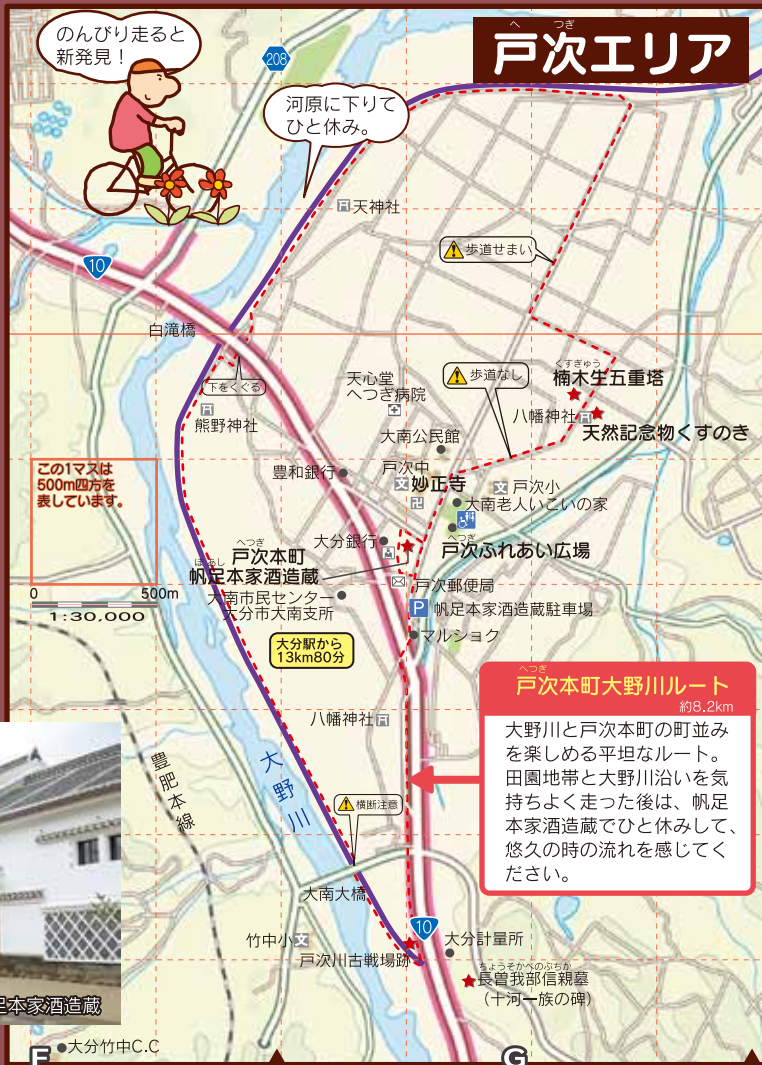 のんびり走ると
新発見！
208
へつぎ
戸次エリア
河原に下りて
ひと休み。
天神社
歩道せまい
10
白滝橋
下をくぐる
熊野神社
天心堂
へつぎ病院
歩道なし
くすぎゅう
楠木生五重塔
八幡神社
天然記念物くすのき
大南公民館
この1マスは
500m四方を
表しています。
豊和銀行
戸次中
文
妙正寺
文
戸次小
大南老人いこいの家
へつぎ
戸次ふれあい広場
大分銀行
へつぎ
戸次本町
ほあし
帆足本家酒造蔵
戸次郵便局
0
500m
1:30,000
大南市民センター
大分市大南支所
P
帆足本家酒造蔵駐車場
マルショク
大分駅から
13km80分
へつぎ
戸次本町大野川ルート
約8.2km
大野川と戸次本町の町並み
を楽しめる平坦なルート。
田園地帯と大野川沿いを気
持ちよく走った後は、帆足
本家酒造蔵でひと休みして、
悠久の時の流れを感じてく
ださい。
八幡神社
豊肥本線
大野川
横断注意
大南大橋
10
竹中小
文
戸次川古戦場跡
大分計量所
ちょうそかべのぶちか
長曽我部信親墓
（十河一族の碑）
足本家酒造蔵
F
大分竹中C.C
G